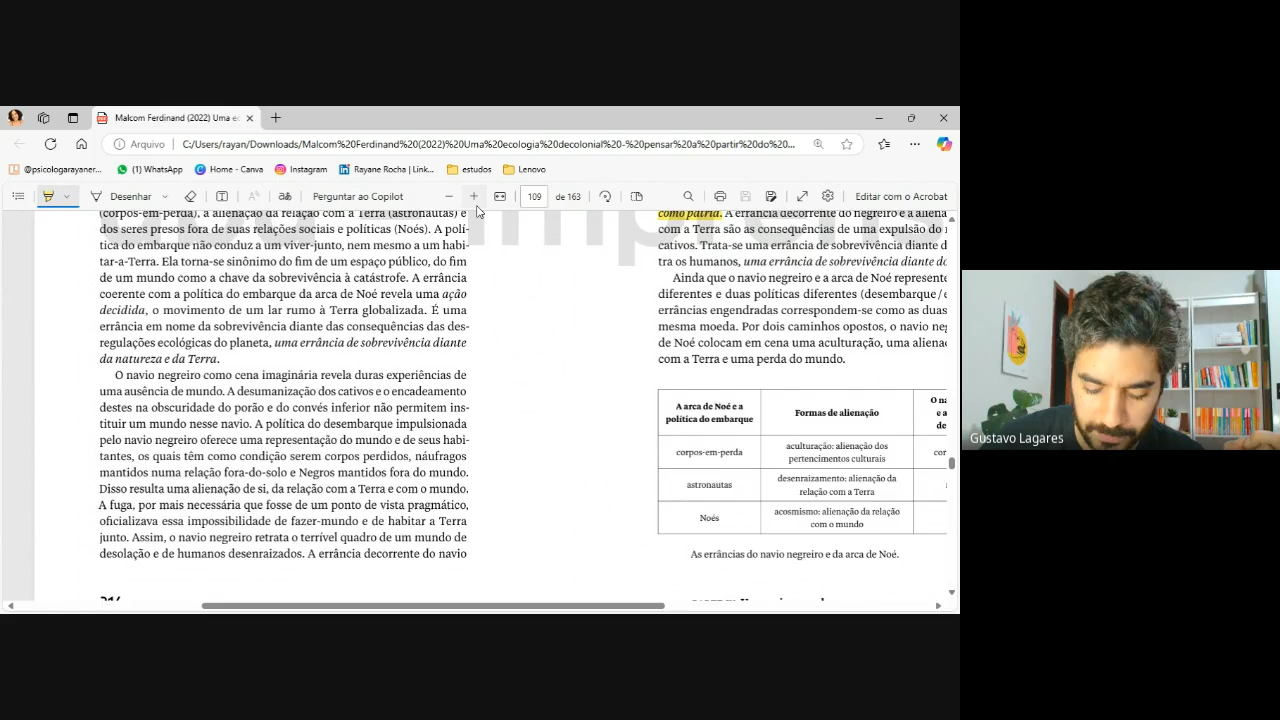 Malcom Ferdinand (2022) Uma ec
Arquivo
C:/Users/rayan/Downloads/Malcom%20Ferdinand%20(2022)%20Uma%20ecologia%20decolonial%20-%20pensar%20a%20partir%20do%20...
@psicologarayaner...
(1) WhatsApp
Home - Canva
Instagram
Rayane Rocha | Link...
estudos
Lenovo
Desenhar
Perguntar ao Copilot
109
de 163
Editar com o Acrobat
(corpos-em-perda), a alienação da relação com a Terra (astronautas) e
dos seres presos fora de suas relações sociais e políticas (Noés). A polí-
tica do embarque não conduz a um viver-junto, nem mesmo a um habi-
tar-a-Terra. Ela torna-se sinônimo do fim de um espaço público, do fim
de um mundo como a chave da sobrevivência à catástrofe. A errância
coerente com a política do embarque da arca de Noé revela uma ação
decidida, o movimento de um lar rumo à Terra globalizada. É uma
errância em nome da sobrevivência diante das consequências das des-
regulações ecológicas do planeta, uma errância de sobrevivência diante
da natureza e da Terra.
O navio negreiro como cena imaginária revela duras experiências de
uma ausência de mundo. A desumanização dos cativos e o encadeamento
destes na obscuridade do porão e do convés inferior não permitem ins-
tituir um mundo nesse navio. A política do desembarque impulsionada
pelo navio negreiro oferece uma representação do mundo e de seus habi-
tantes, os quais têm como condição serem corpos perdidos, náufragos
mantidos numa relação fora-do-solo e Negros mantidos fora do mundo.
Disso resulta uma alienação de si, da relação com a Terra e com o mundo.
A fuga, por mais necessária que fosse de um ponto de vista pragmático,
oficializava essa impossibilidade de fazer-mundo e de habitar a Terra
junto. Assim, o navio negreiro retrata o terrível quadro de um mundo de
desolação e de humanos desenraizados. A errância decorrente do navio
como pátria. A errância decorrente do negreiro e a aliena
com a Terra são as consequências de uma expulsão do
cativos. Trata-se uma errância de sobrevivência diante d
tra os humanos, uma errância de sobrevivência diante do
Ainda que o navio negreiro e a arca de Noé represente
diferentes e duas políticas diferentes (desembarque/e
errâncias engendradas correspondem-se como as duas
mesma moeda. Por dois caminhos opostos, o navio neg
de Noé colocam em cena uma aculturação, uma alienaç
com a Terra e uma perda do mundo.
A arca de Noé e a
política do embarque
Formas de alienação
O na
e a
de
corpos-em-perda
aculturação: alienação dos
pertencimentos culturais
cor
astronautas
desenraizamento: alienação da
relação com a Terra
Noés
acosmismo: alienação da relação
com o mundo
As errâncias do navio negreiro e da arca de Noé.
Gustavo Lagares